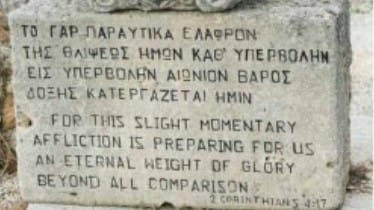 ΤΟ ΓΑΡ ΠΑΡΑΥΤΙΚΑ ΕΛΑΦΡΟΝ
ΤΗΣ ΘΛΙΨΕΩΣ ΗΜΩΝ ΚΑΘ' ΥΠΕΡΒΟΛΗΝ
ΕΙΣ ΥΠΕΡΒΟΛΗΝ ΑΙΩΝΙΟΝ ΒΑΡΟΣ
ΔΟΞΗΣ ΚΑΤΕΡΓΑΖΕΤΑΙ ΗΜΙΝ
FOR THIS SLIGHT MOMENTARY
AFFLICTION IS PREPARING FOR US
AN ETERNAL WEIGHT OF GLORY
BEYOND ALL COMPARISON
2 CORINTHIANS 4:17